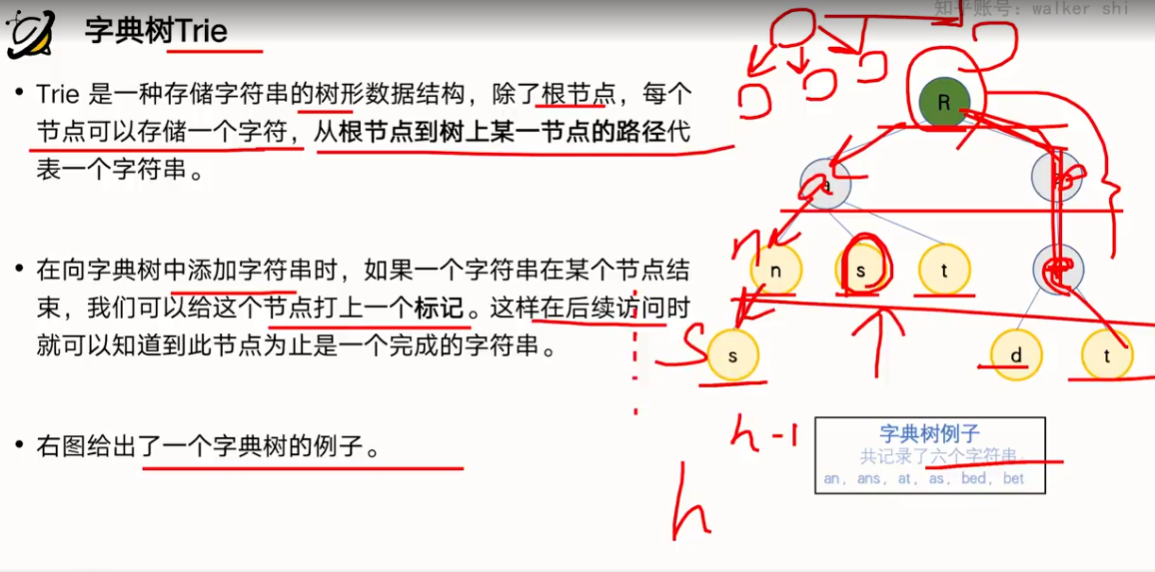 知乎账号：walker shi
字典树Trie
• Trie 是一种存储字符串的树形数据结构，除了根节点，每个
节点可以存储一个字符，从根节点到树上某一节点的路径代
表一个字符串。
• 在向字典树中添加字符串时，如果一个字符串在某个节点结
束，我们可以给这个节点打上一个标记。这样在后续访问时
就可以知道到此节点为止是一个完成的字符串。
• 右图给出了一个字典树的例子。
R
a
n n s t
S s d t
h-1
h
字典树例子
共记录了六个字符串
an，ans，at，as，bed，bet